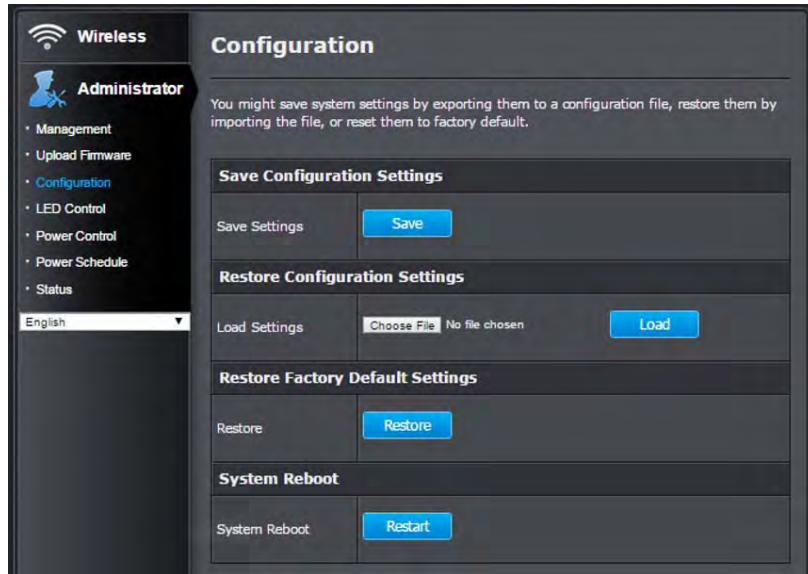 Wireless
Administrator
Management
Upload Firmware
Configuration
LED Control
Power Control
Power Schedule
Status
English
Configuration
You might save system settings by exporting them to a configuration file, restore them by
importing the file, or reset them to factory default.
Save Configuration Settings
Save Settings
Save
Restore Configuration Settings
Load Settings
Choose File No file chosen
Load
Restore Factory Default Settings
Restore
Restore
System Reboot
System Reboot
Restart